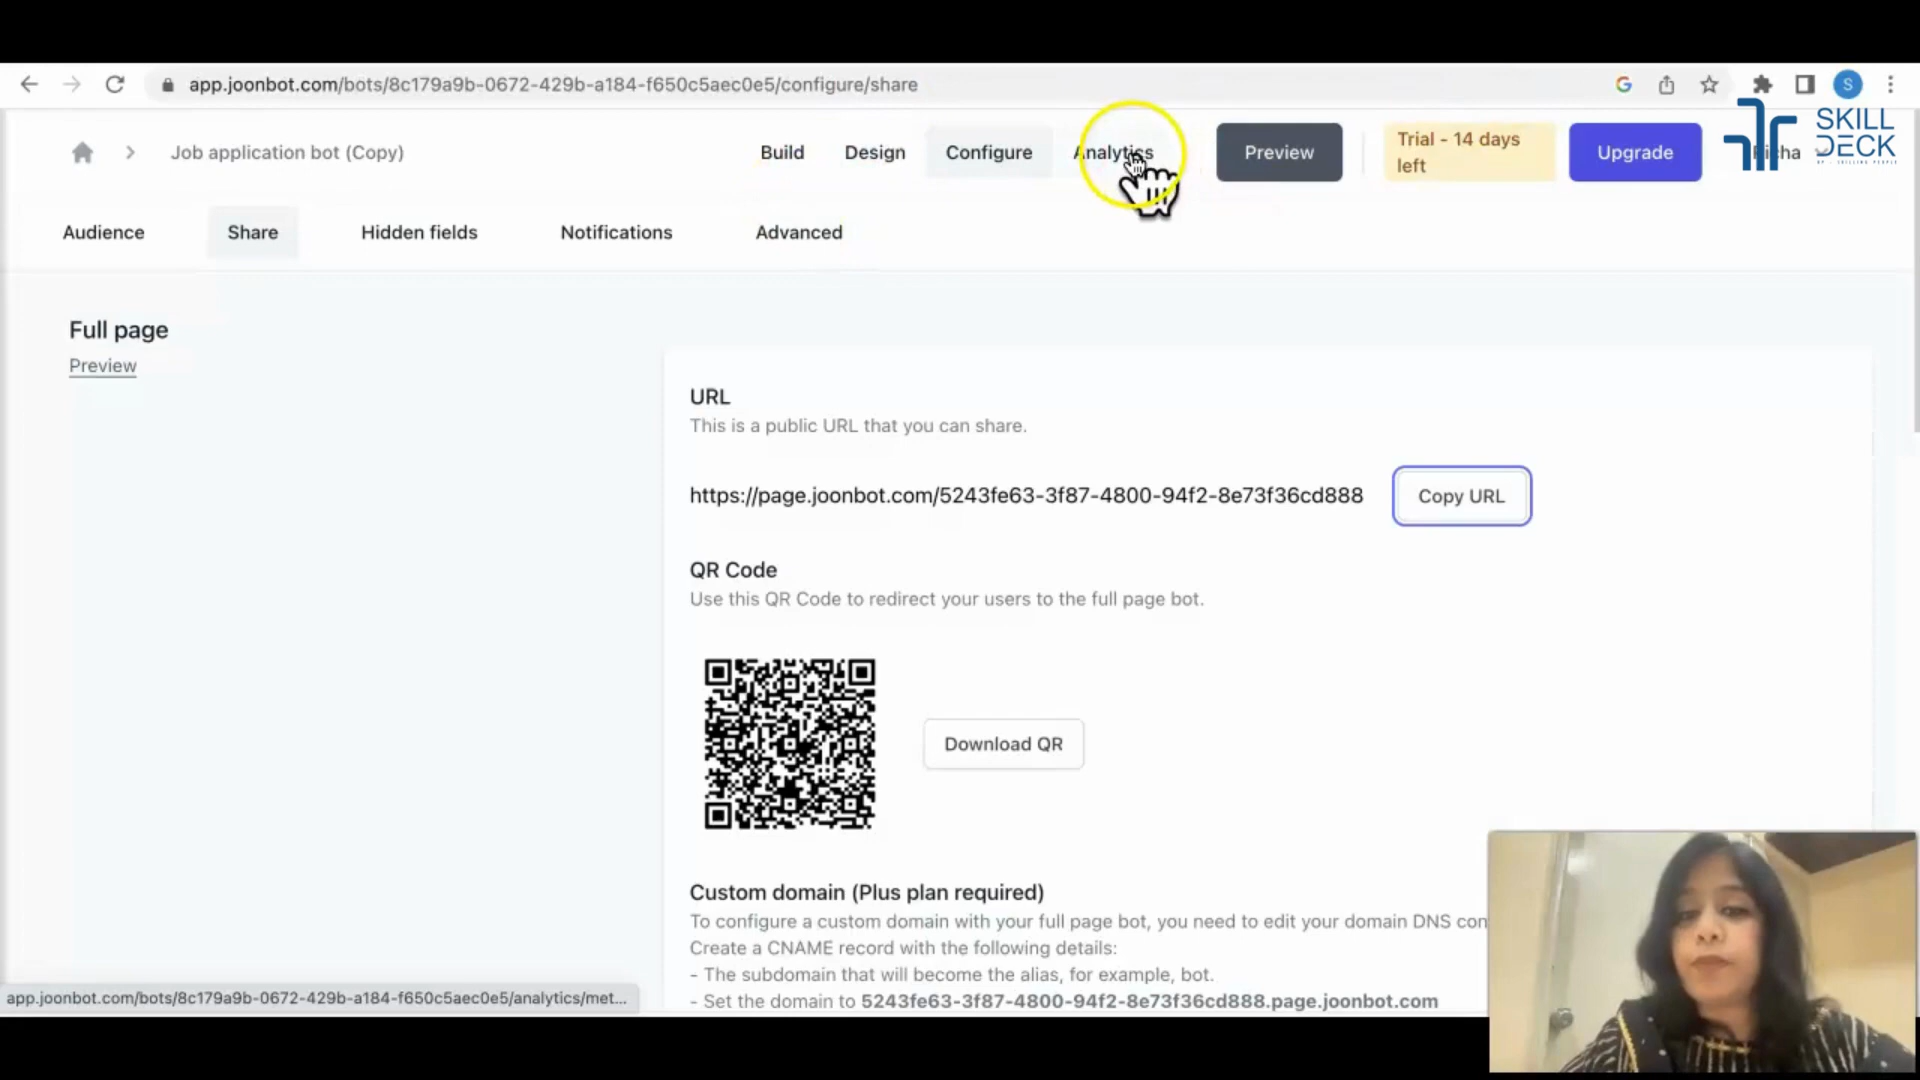 app.joonbot.com/bots/8c179a9b-0672-429b-a184-f650c5aec0e5/configure/share
S
Job application bot (Copy)
Build
Design
Configure
Analytics
Preview
Trial - 14 days
left
Upgrade
SKILL
DECK
Audience
Share
Hidden fields
Notifications
Advanced
Full page
Preview
URL
This is a public URL that you can share.
https://page.joonbot.com/5243fe63-3f87-4800-94f2-8e73f36cd888
Copy URL
QR Code
Use this QR Code to redirect your users to the full page bot.
Download QR
Custom domain (Plus plan required)
To configure a custom domain with your full page bot, you need to edit your domain DNS con
Create a CNAME record with the following details:
- The subdomain that will become the alias, for example, bot.
- Set the domain to 5243fe63-3f87-4800-94f2-8e73f36cd888.page.joonbot.com
app.joonbot.com/bots/8c179a9b-0672-429b-a184-f650c5aec0e5/analytics/met...